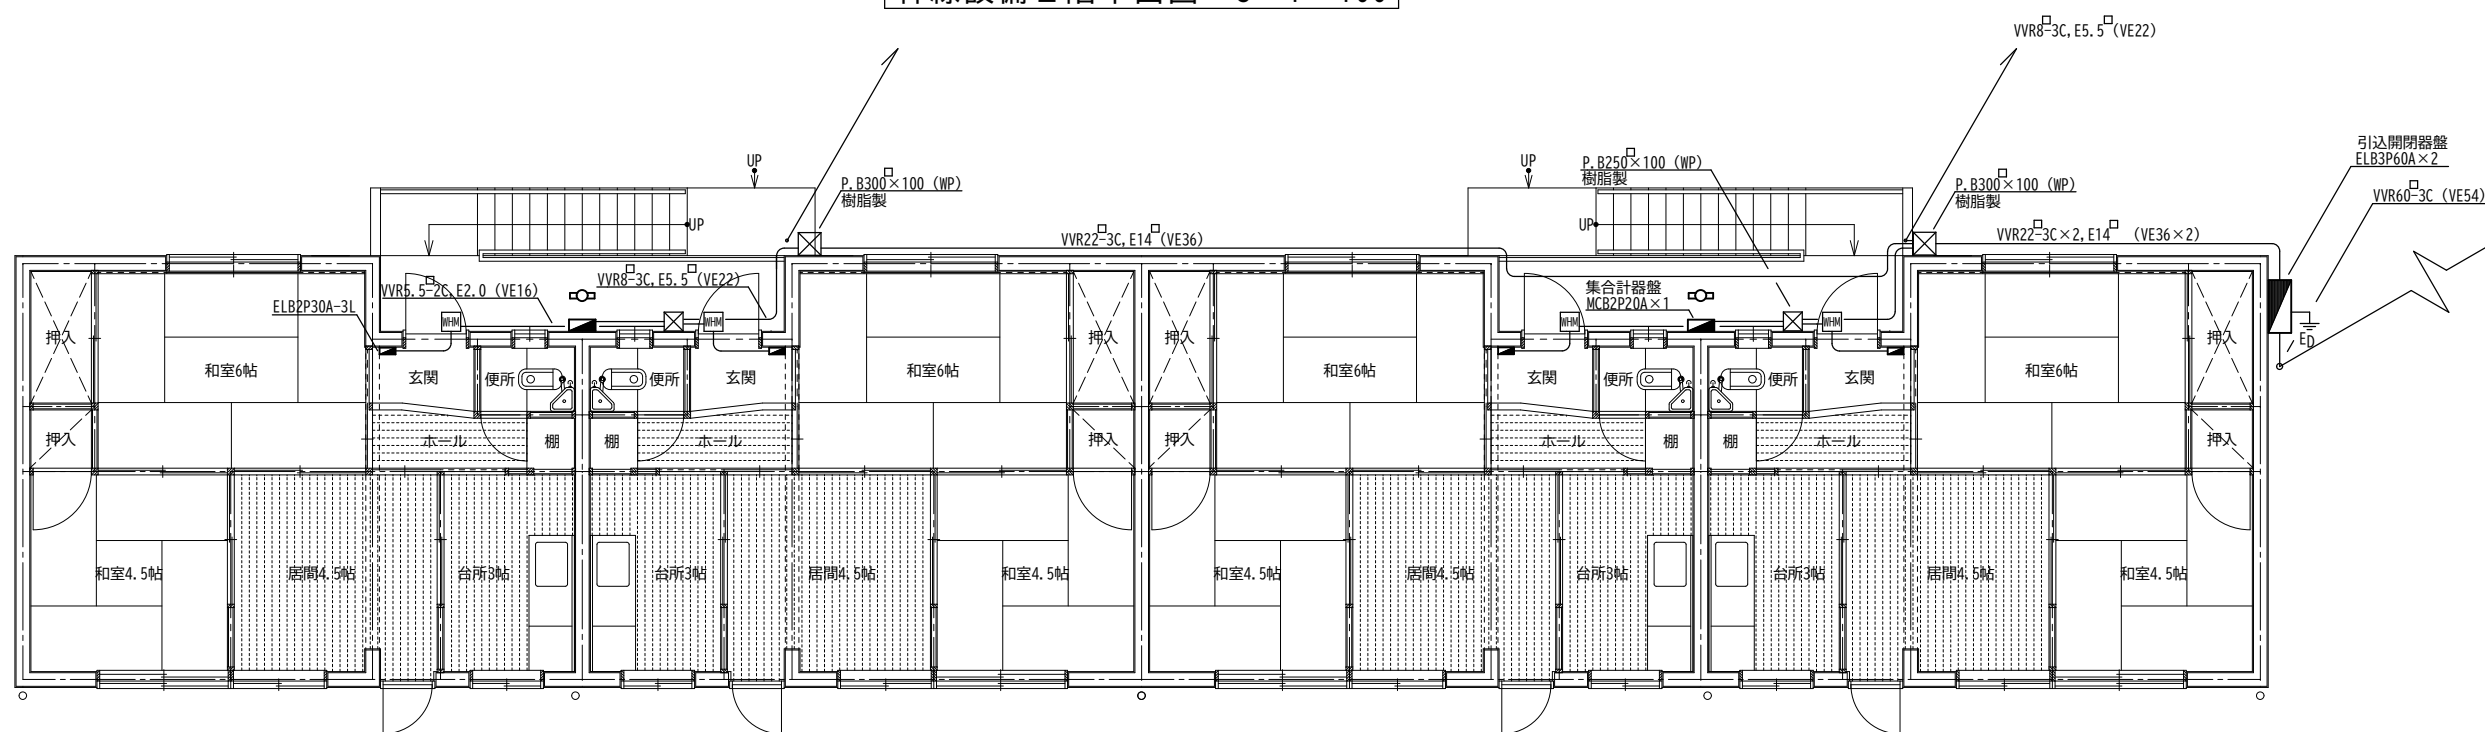 VVR8□-3C,E5.5□(VE22)
引込開閉器盤
ELB3P60A×2
VVR60□-3C (VE54)
UP
P.B300□×100 (WP)
樹脂製
UP
P.B250□×100 (WP)
樹脂製
P.B300□×100 (WP)
樹脂製
UP
UP
VVR22□-3C,E14□(VE36)
VVR22□-3C×2,E14□ (VE36×2)
VVR5.5□-2C,E2.0 (VE16)
VVR8□-3C,E5.5□(VE22)
ELB2P30A-3L
集合計器盤
MCB2P20A×1
WHM
WHM
WHM
WHM
ED
押入
和室6帖
玄関
便所
便所
玄関
和室6帖
押入
押入
和室6帖
玄関
便所
便所
玄関
和室6帖
押入
押入
ホール
棚
棚
ホール
押入
押入
ホール
棚
棚
ホール
押入
和室4.5帖
居間4.5帖
台所3帖
台所3帖
居間4.5帖
和室4.5帖
和室4.5帖
居間4.5帖
台所3帖
台所3帖
居間4.5帖
和室4.5帖